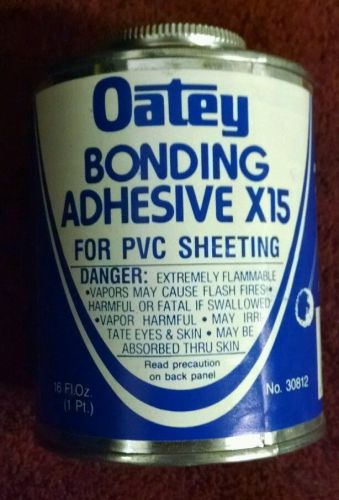 Oatey
BONDING
ADHESIVE X15
FOR PVC SHEETING
DANGER: EXTREMELY FLAMMABLE
•VAPORS MAY CAUSE FLASH FIRES•
HARMFUL OR FATAL IF SWALLOWED
•VAPOR HARMFUL • MAY IRRI
TATE EYES & SKIN • MAY BE
ABSORBED THRU SKIN
Read precaution
on back panel
16 Fl.Oz.
(1 Pt.)
No. 30812